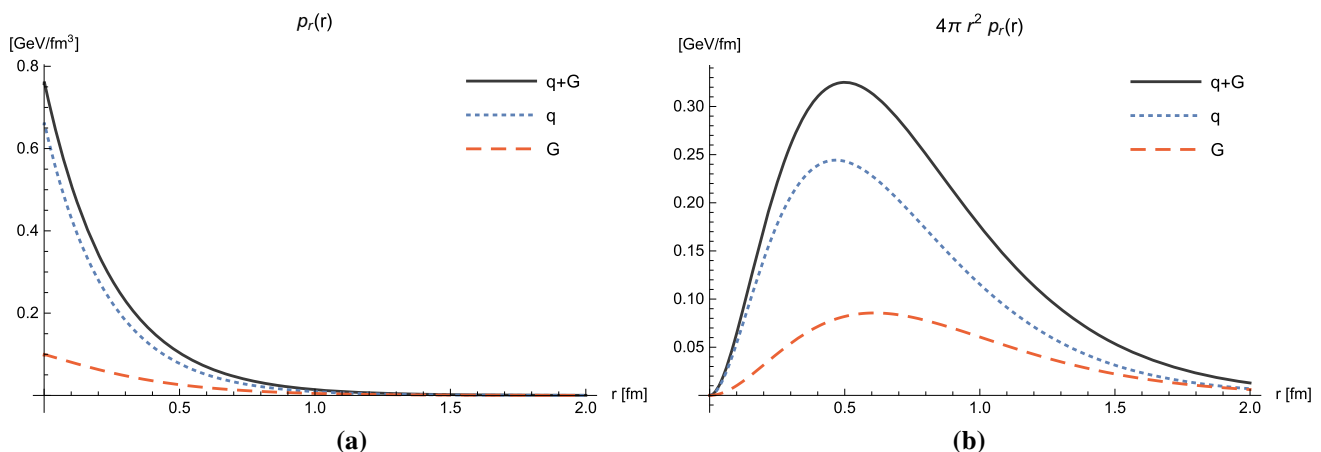 p_r(r)
[GeV/fm³]
0.8
0.6
0.4
0.2
0.5
1.0
1.5
2.0
r [fm]
q+G
q
G
(a)
4π r² p_r(r)
[GeV/fm]
0.30
0.25
0.20
0.15
0.10
0.05
0.5
1.0
1.5
2.0
r [fm]
q+G
q
G
(b)